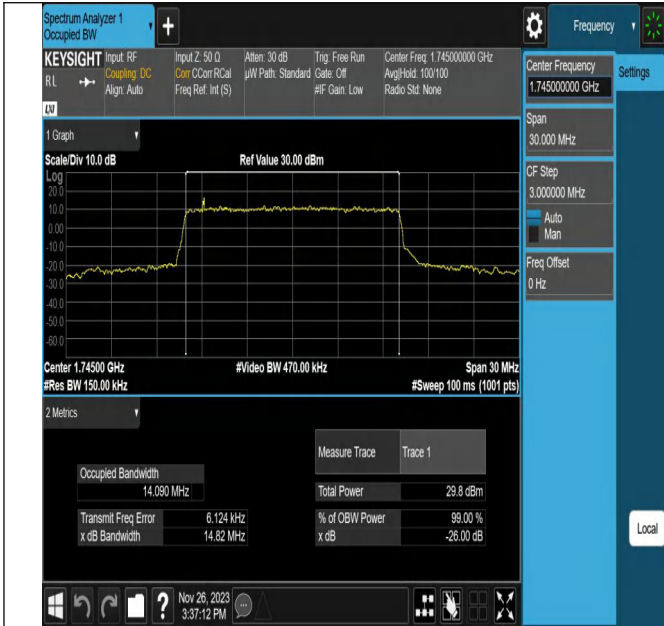 Spectrum Analyzer 1
Occupied BW
Frequency
KEYSIGHT
RL
LXI
Input: RF
Coupling: DC
Align: Auto
Input Z: 50 Ω
Corr CCorr RCal
Freq Ref: Int (S)
Atten: 30 dB
µW Path: Standard
Trig: Free Run
Gate: Off
#IF Gain: Low
Center Freq: 1.745000000 GHz
Avg|Hold: 100/100
Radio Std: None
Center Frequency
1.745000000 GHz
Settings
Span
30.000 MHz
CF Step
3.000000 MHz
Auto
Man
Freq Offset
0 Hz
1 Graph
Scale/Div 10.0 dB
Ref Value 30.00 dBm
Log
20.0
10.0
0.00
-10.0
-20.0
-30.0
-40.0
-50.0
-60.0
Center 1.74500 GHz
#Video BW 470.00 kHz
Span 30 MHz
#Res BW 150.00 kHz
#Sweep 100 ms (1001 pts)
2 Metrics
Occupied Bandwidth
14.090 MHz
Transmit Freq Error 6.124 kHz
x dB Bandwidth 14.82 MHz
Measure Trace Trace 1
Total Power 29.8 dBm
% of OBW Power 99.00 %
x dB -26.00 dB
Local
Nov 26, 2023
3:37:12 PM